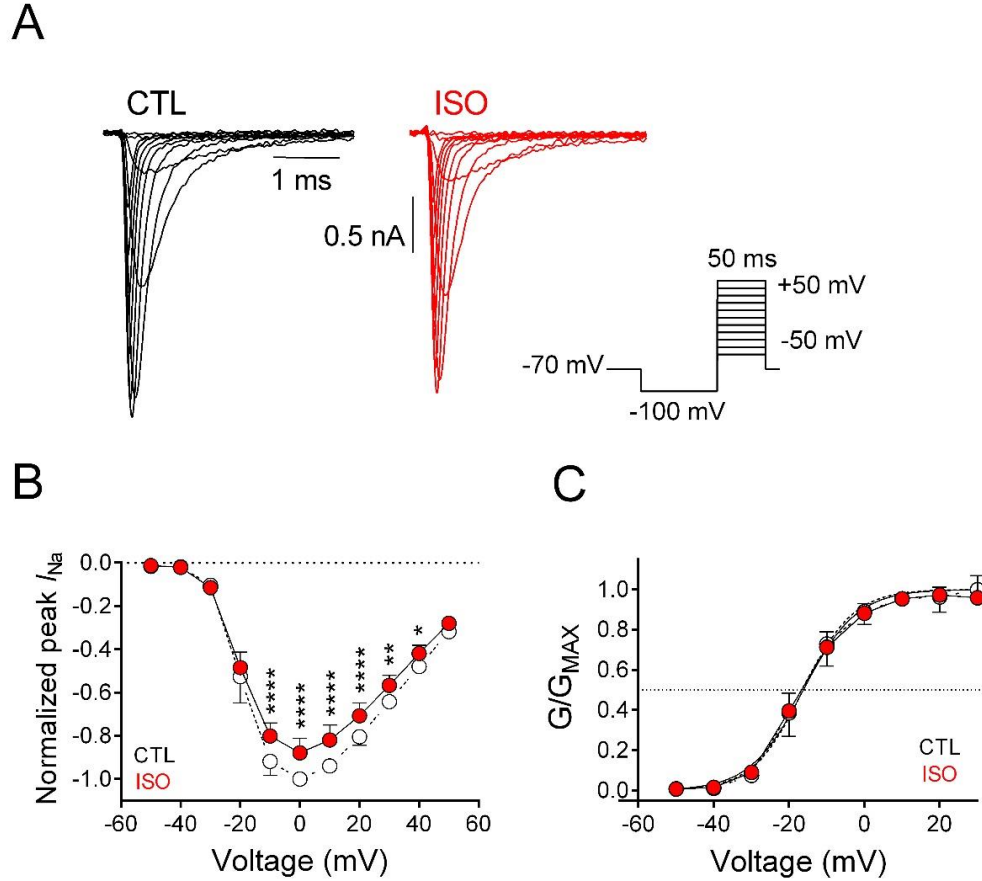 A
CTL
ISO
1 ms
0.5 nA
50 ms
+50 mV
-50 mV
-70 mV
-100 mV
B
C
Normalized peak I_Na
0.0
-0.2
-0.4
-0.6
-0.8
-1.0
****
****
****
****
**
*
CTL
ISO
-60
-40
-20
0
20
40
60
Voltage (mV)
G/G_MAX
1.0
0.8
0.6
0.4
0.2
0.0
CTL
ISO
-60
-40
-20
0
20
Voltage (mV)